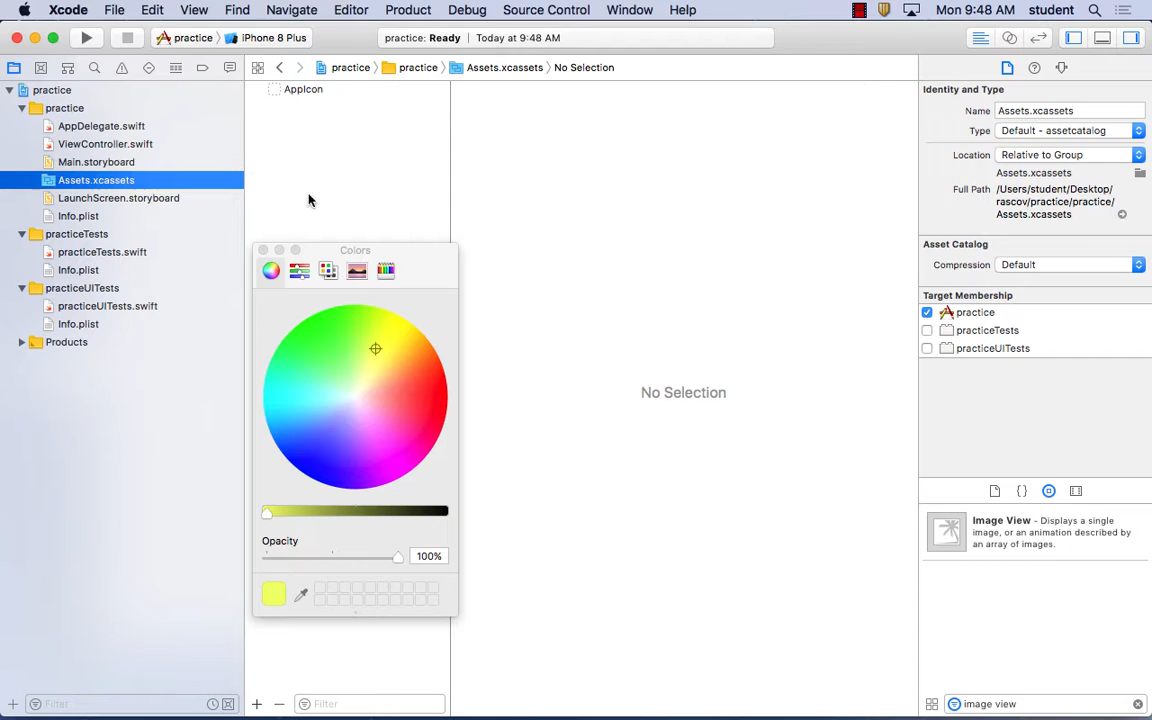 Xcode File Edit View Find Navigate Editor Product Debug Source Control Window Help Mon 9:48 AM student
practice iPhone 8 Plus practice: Ready Today at 9:48 AM
practice practice Assets.xcassets No Selection
practice
practice
AppDelegate.swift
ViewController.swift
Main.storyboard
Assets.xcassets
LaunchScreen.storyboard
Info.plist
practiceTests
practiceTests.swift
Info.plist
practiceUITests
practiceUITests.swift
Info.plist
Products
Filter
AppIcon
Colors
Opacity
100%
Filter
No Selection
Identity and Type
Name Assets.xcassets
Type Default - assetcatalog
Location Relative to Group
Assets.xcassets
Full Path /Users/student/Desktop/
rascov/practice/practice/
Assets.xcassets
Asset Catalog
Compression Default
Target Membership
practice
practiceTests
practiceUITests
{ }
Image View - Displays a single
image, or an animation described by
an array of images.
image view